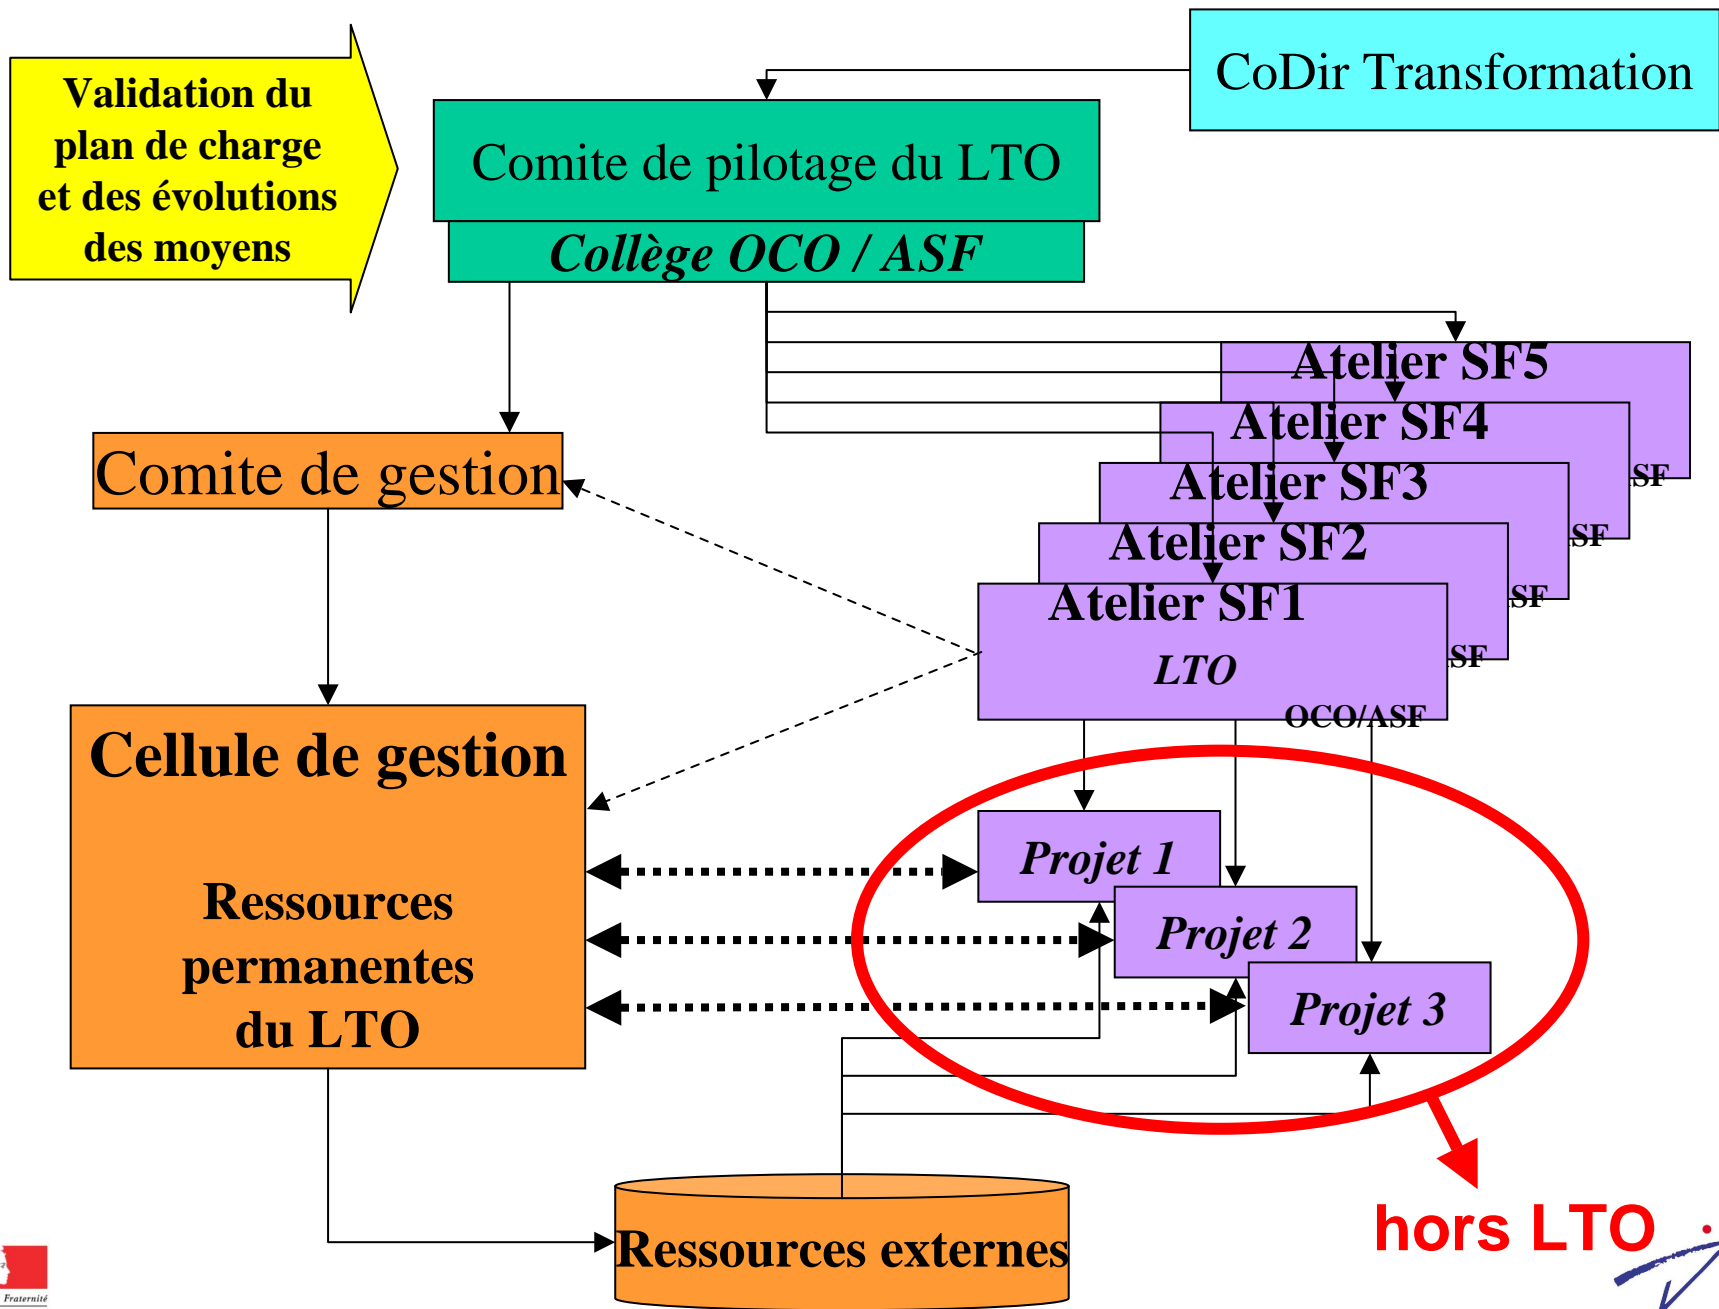 CoDir Transformation
Validation du
plan de charge
et des évolutions
des moyens
Comite de pilotage du LTO
Collège OCO / ASF
Atelier SF5
Atelier SF4
SF
Atelier SF3
SF
Atelier SF2
SF
Atelier SF1
SF
LTO
OCO/ASF
Comite de gestion
Cellule de gestion
Ressources
permanentes
du LTO
Projet 1
Projet 2
Projet 3
Ressources externes
hors LTO
Fraternité